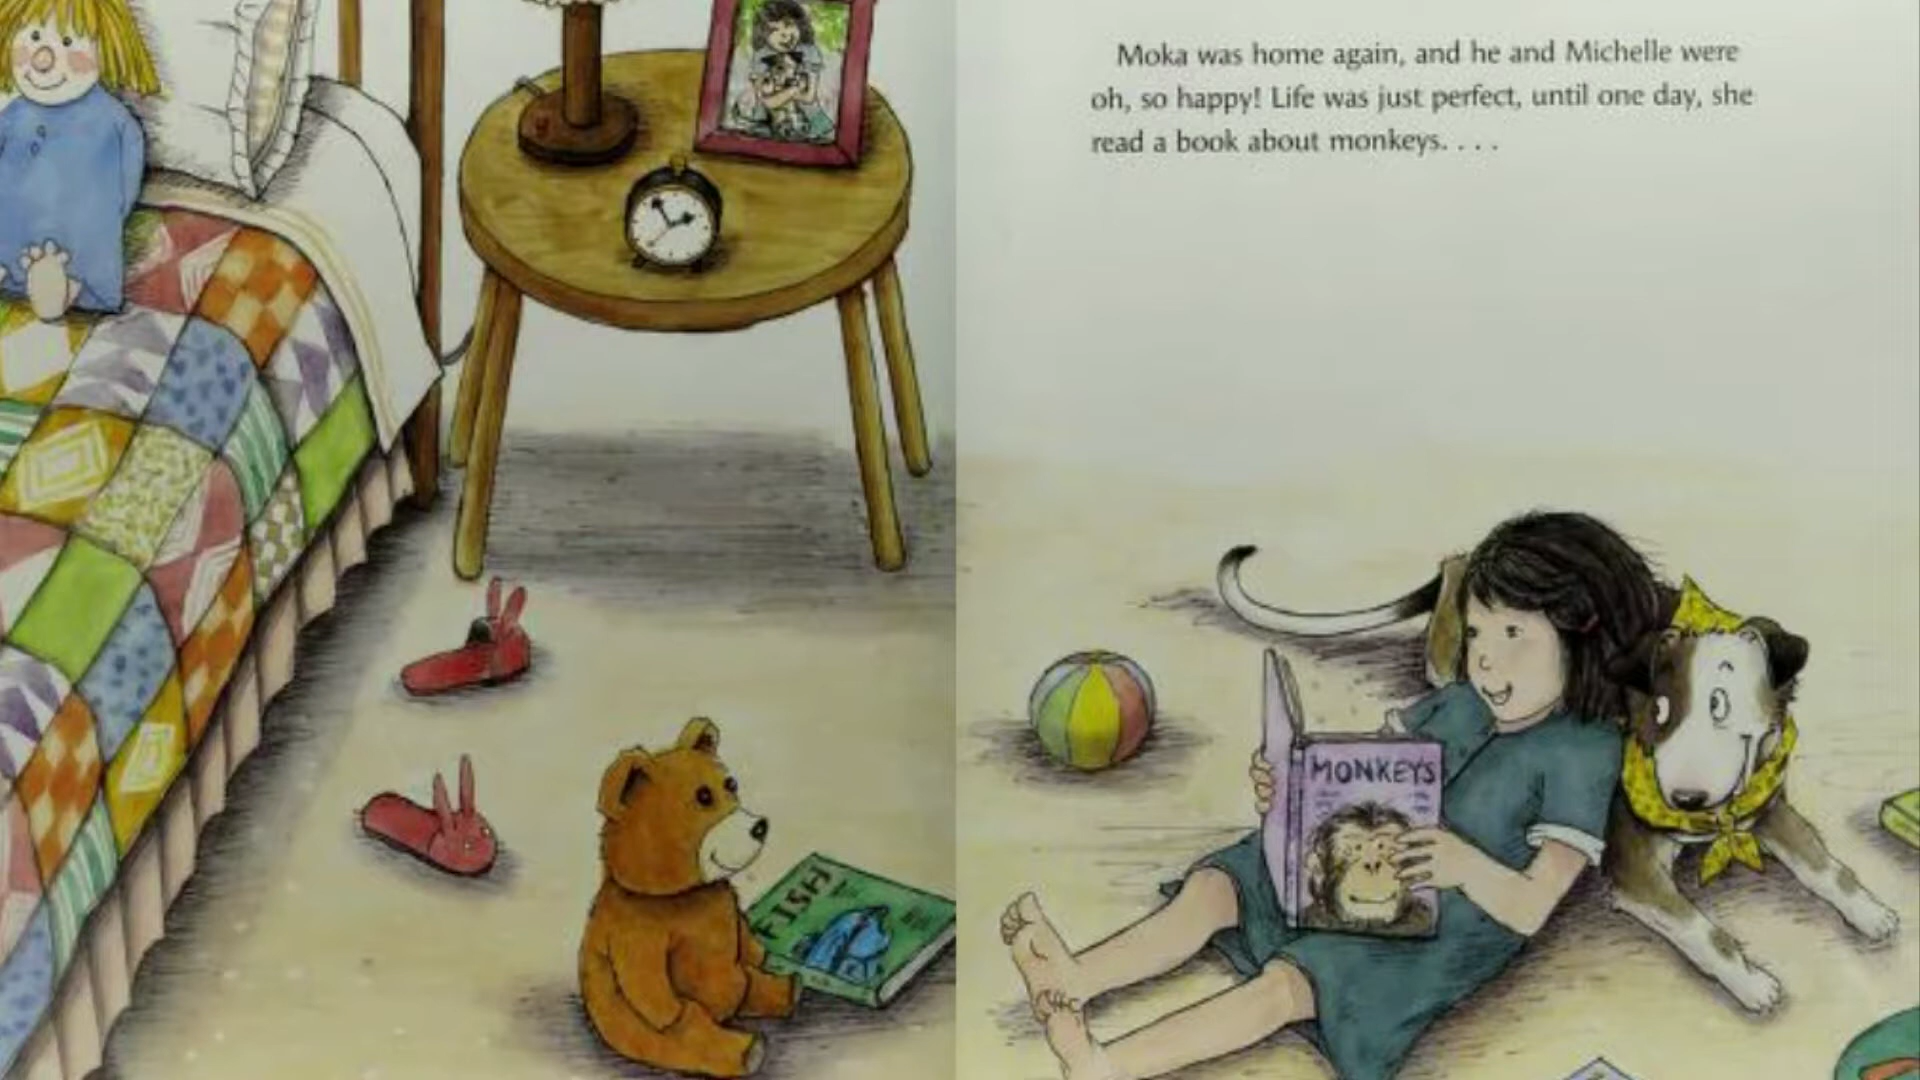 Moka was home again, and he and Michelle were
oh, so happy! Life was just perfect, until one day, she
read a book about monkeys. . . .
MONKEYS
FISH